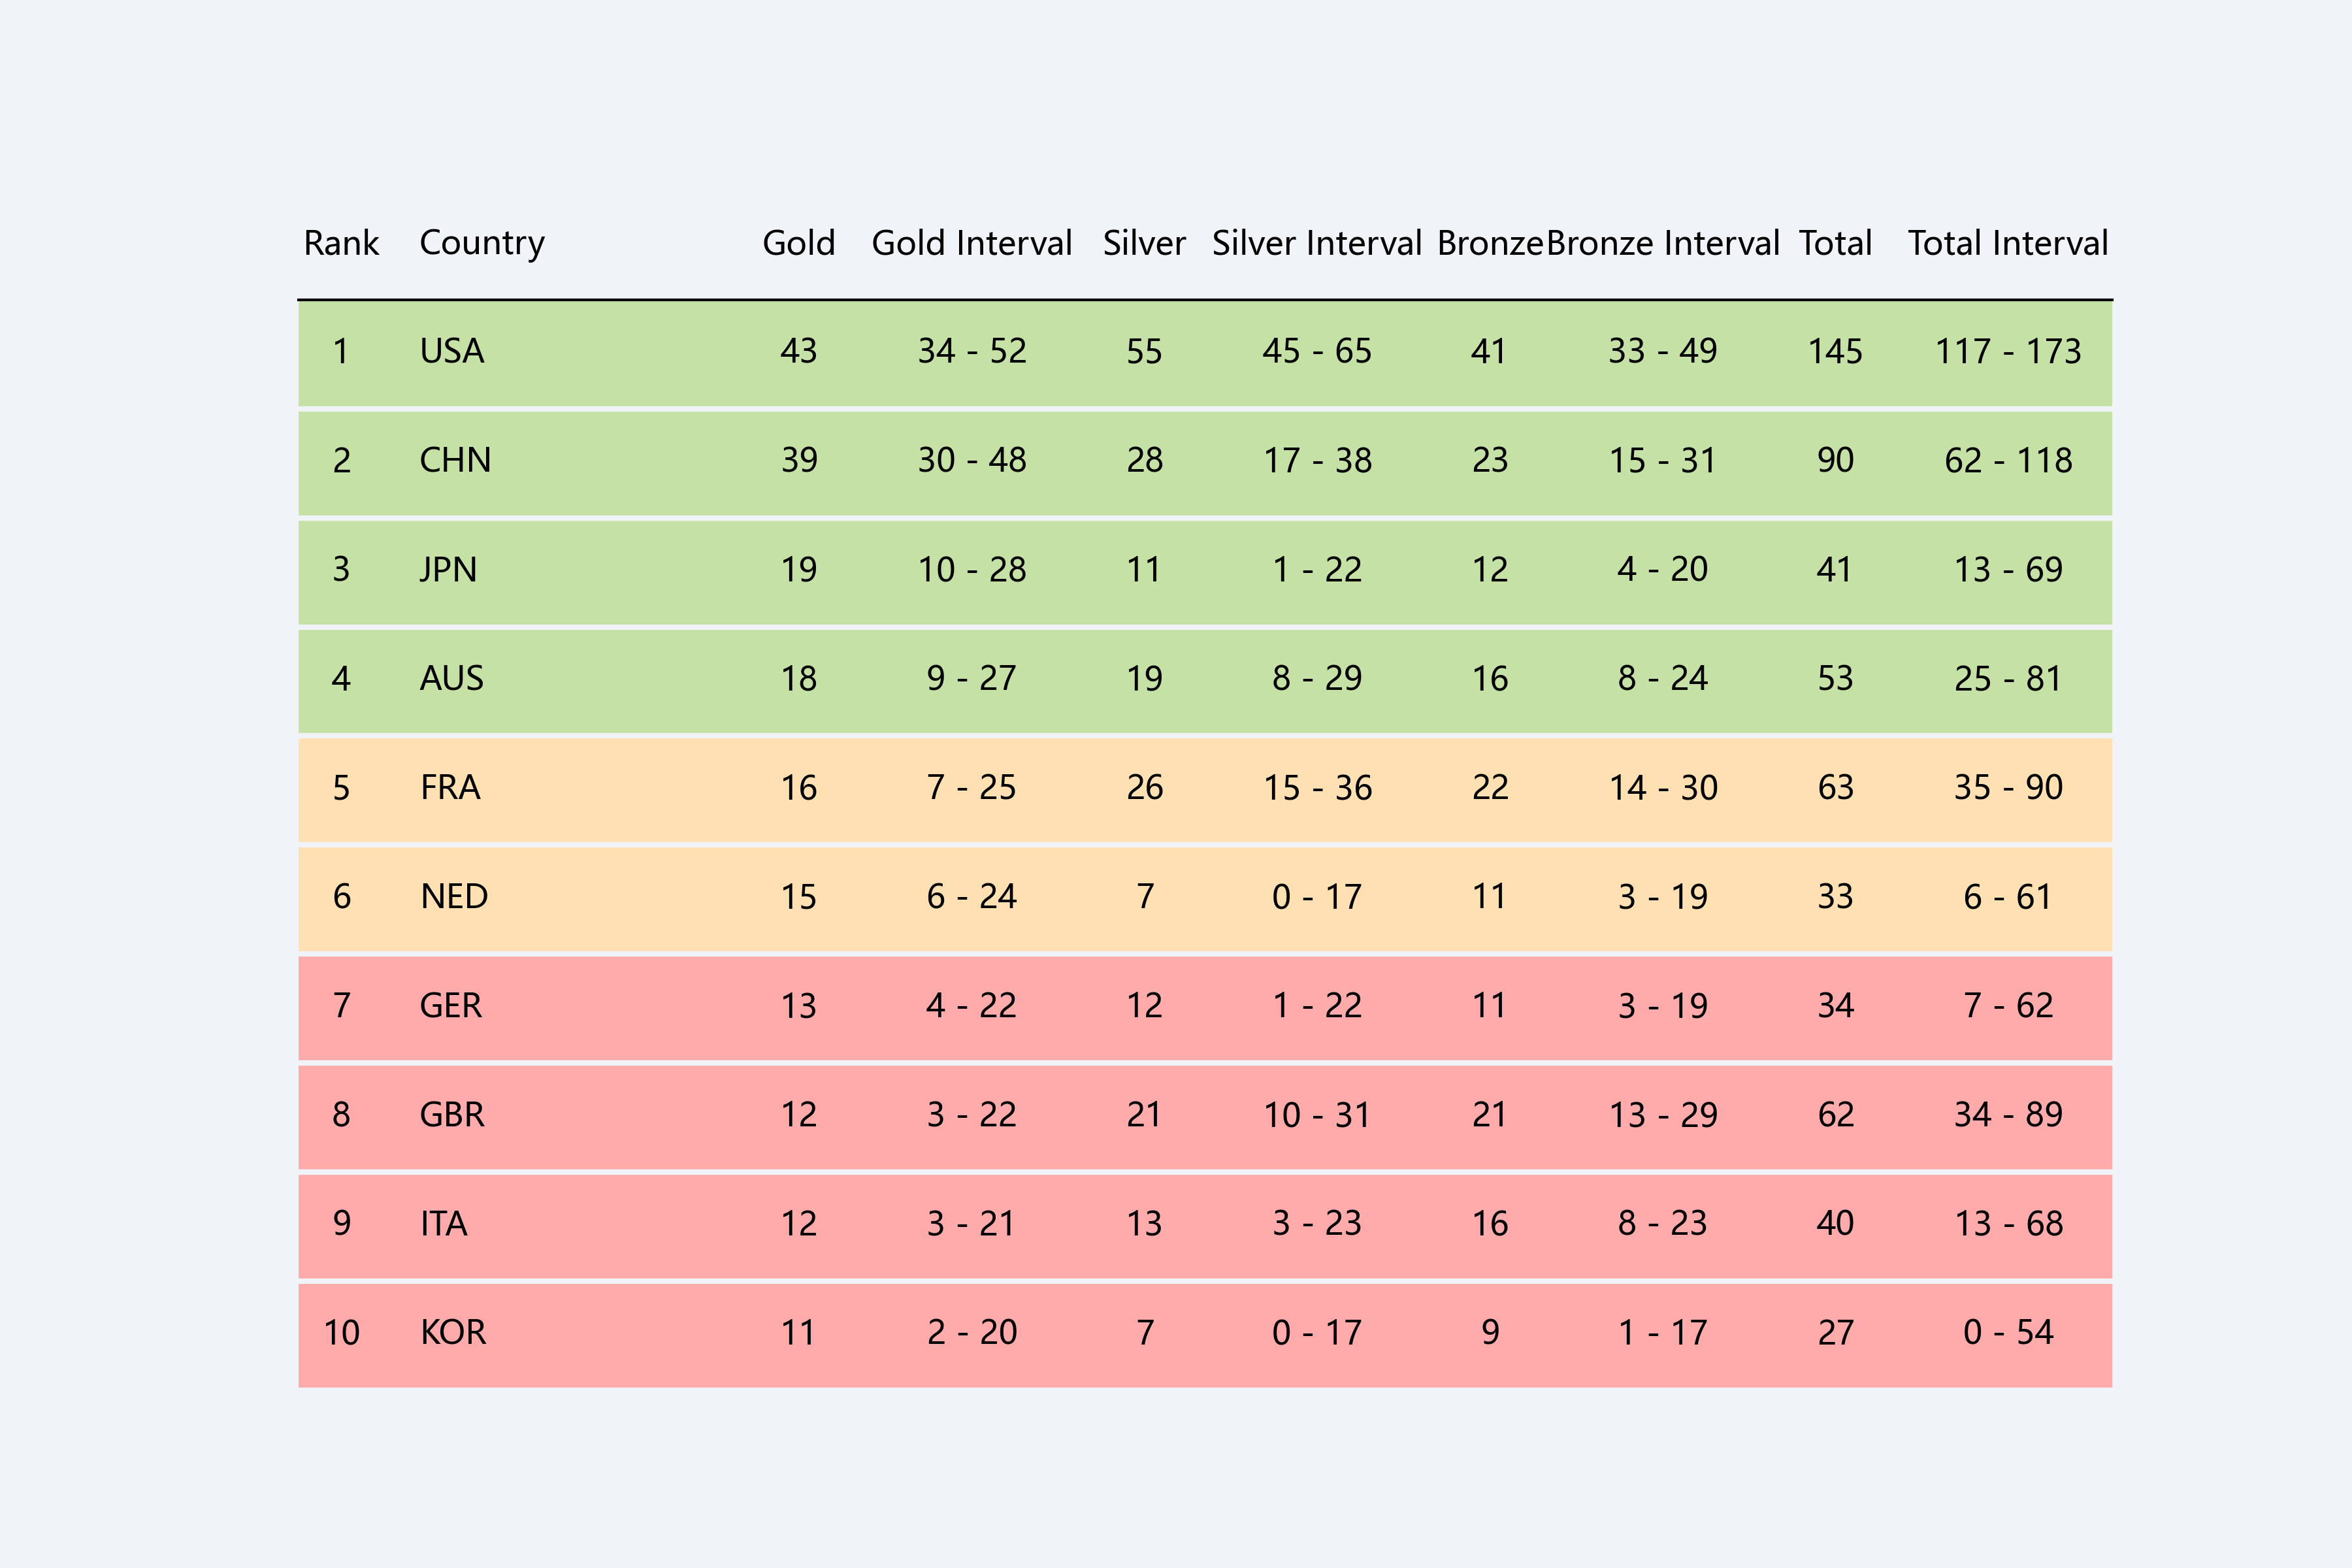 Rank Country Gold Gold Interval Silver Silver Interval Bronze Bronze Interval Total Total Interval
1 USA 43 34 - 52 55 45 - 65 41 33 - 49 145 117 - 173
2 CHN 39 30 - 48 28 17 - 38 23 15 - 31 90 62 - 118
3 JPN 19 10 - 28 11 1 - 22 12 4 - 20 41 13 - 69
4 AUS 18 9 - 27 19 8 - 29 16 8 - 24 53 25 - 81
5 FRA 16 7 - 25 26 15 - 36 22 14 - 30 63 35 - 90
6 NED 15 6 - 24 7 0 - 17 11 3 - 19 33 6 - 61
7 GER 13 4 - 22 12 1 - 22 11 3 - 19 34 7 - 62
8 GBR 12 3 - 22 21 10 - 31 21 13 - 29 62 34 - 89
9 ITA 12 3 - 21 13 3 - 23 16 8 - 23 40 13 - 68
10 KOR 11 2 - 20 7 0 - 17 9 1 - 17 27 0 - 54